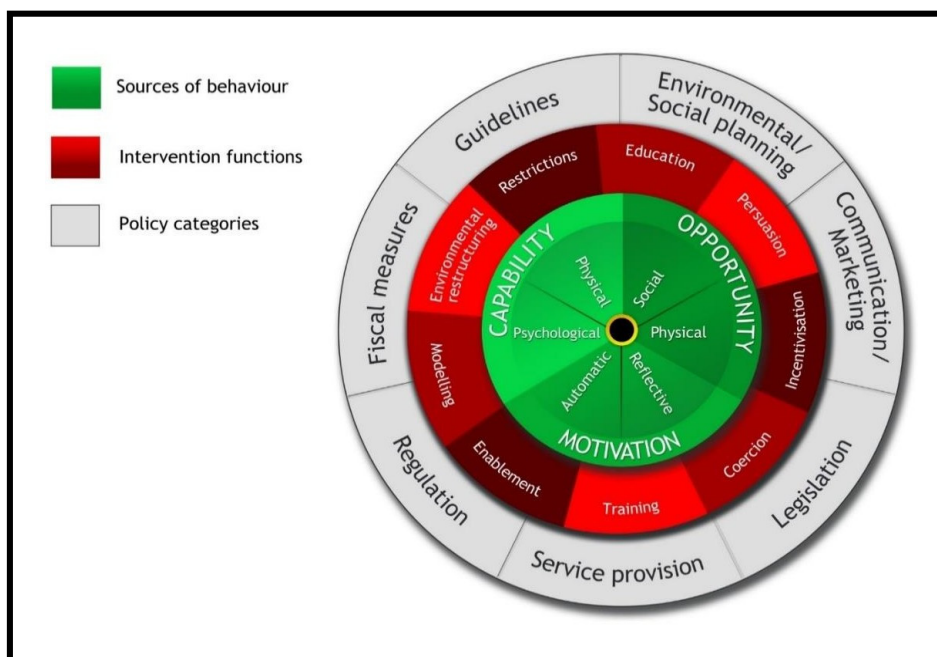 Sources of behaviour
Intervention functions
Policy categories
Guidelines
Environmental/
Social planning
Communication/
Marketing
Legislation
Service provision
Regulation
Fiscal measures
Restrictions
Education
Persuasion
Incentivisation
Coercion
Training
Enablement
Modelling
Environmental
restructuring
CAPABILITY
OPPORTUNITY
MOTIVATION
Physical
Social
Physical
Reflective
Automatic
Psychological